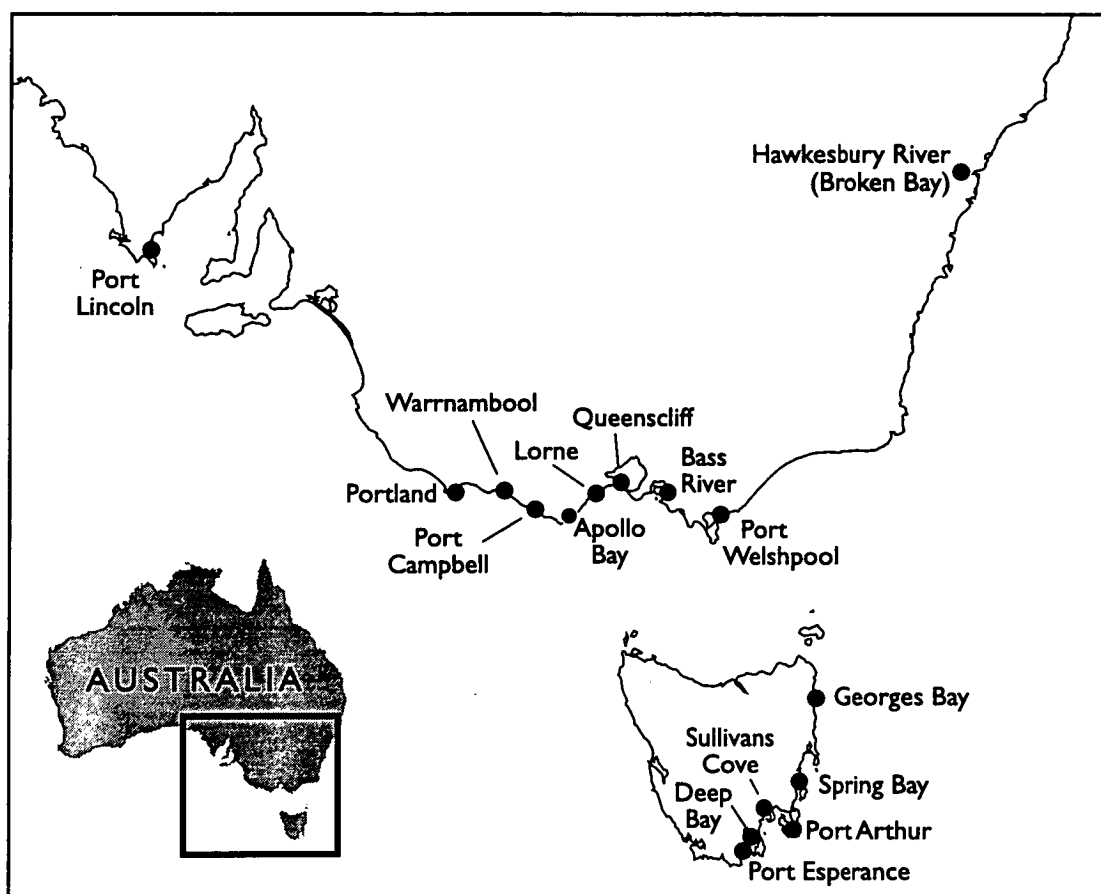 Hawkesbury River
(Broken Bay)
Port
Lincoln
Warrnambool
Queenscliff
Lorne
Bass
River
Portland
Port
Campbell
Apollo
Bay
Port
Welshpool
AUSTRALIA
Georges Bay
Sullivans
Cove
Spring Bay
Deep
Bay
Port Arthur
Port Esperance